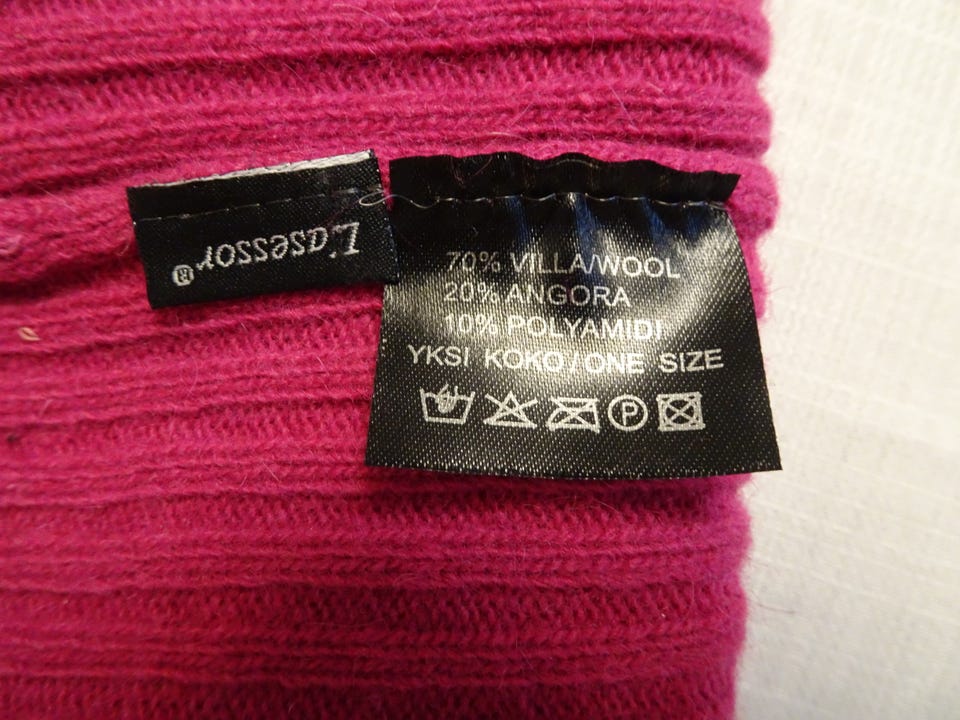 L'asessor®
70% VILLA/WOOL
20% ANGORA
10% POLYAMIDI
YKSI KOKO/ONE SIZE
P